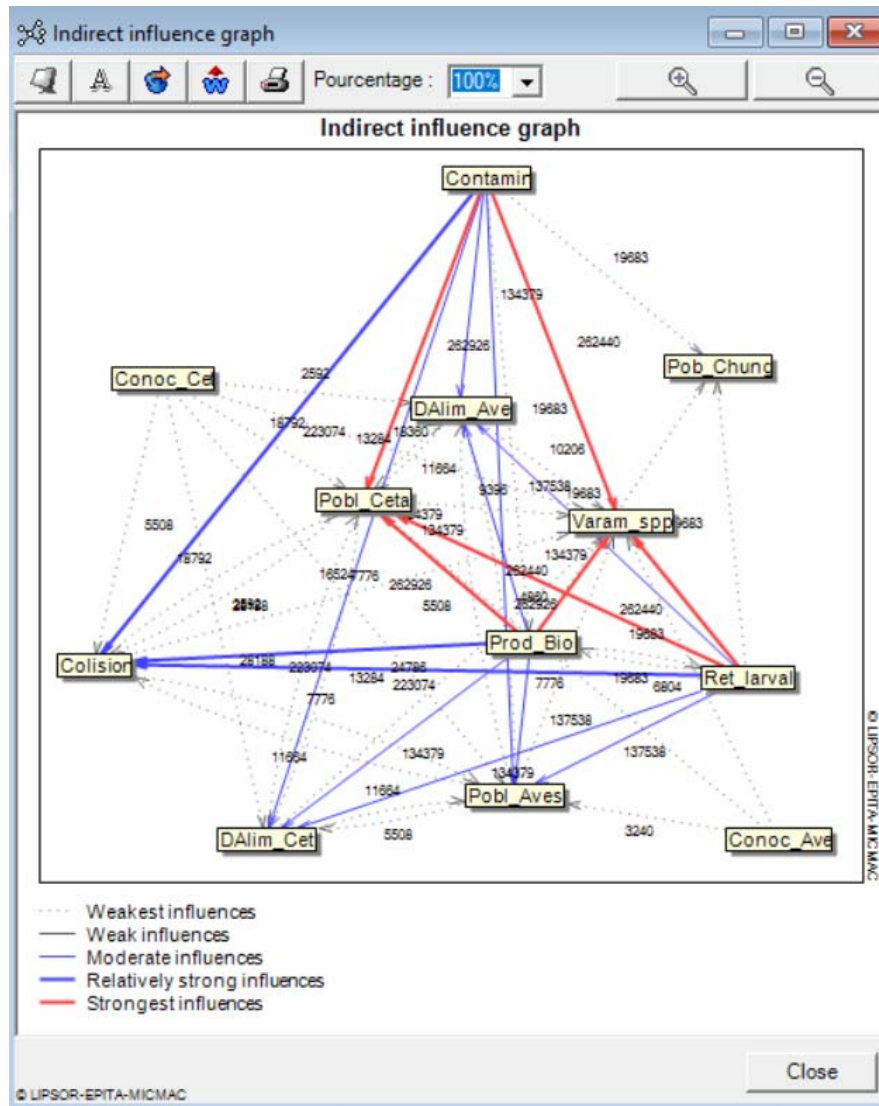 Indirect influence graph
Pourcentage : 100%
Indirect influence graph
Contamin
19683
134379
262440
262926
Conoc_Cet
2592
Pob_Chung
DAlim_Ave
19683
18792
223074
13284
18360
10206
11664
9396
137538
19683
Pobl_Ceta
Varam_spp
134379
5508
18792
134379
16524
7776
262926
262440
5508
262926
262440
Prod_Bio
19683
Colision
26188
223074
24786
13284
223074
7776
19683
6804
Ret_larval
7776
137538
11664
134379
137538
134379
11664
Pobl_Aves
DAlim_Cet
5508
3240
Conoc_Ave
© LIPSOR-EPITA-MICMAC
Weakest influences
Weak influences
Moderate influences
Relatively strong influences
Strongest influences
Close
© LIPSOR-EPITA-MICMAC